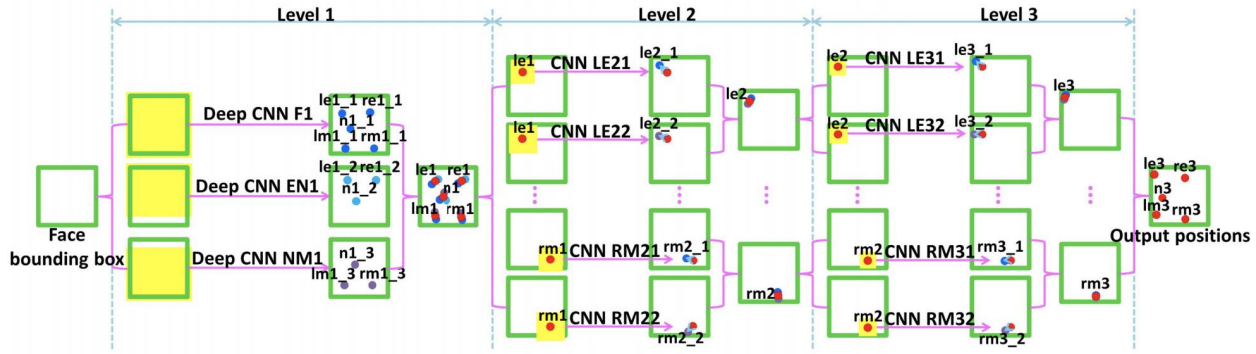 Level 1
Level 2
Level 3
Face
bounding box
Deep CNN F1
le1_1 re1_1
n1_1
lm1_1 rm1_1
Deep CNN EN1
le1_2 re1_2
n1_2
Deep CNN NM1
n1_3
lm1_3 rm1_3
le1 re1
n1
lm1 rm1
le1
CNN LE21
le2_1
le1
CNN LE22
le2_2
le2
rm1
CNN RM21
rm2_1
rm1
CNN RM22
rm2_2
rm2
le2
CNN LE31
le3_1
le2
CNN LE32
le3_2
le3
rm2
CNN RM31
rm3_1
rm2
CNN RM32
rm3_2
rm3
le3 re3
n3
lm3 rm3
Output positions